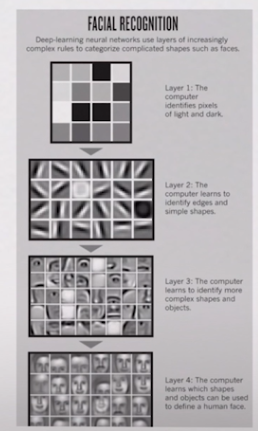 FACIAL RECOGNITION
Deep-learning neural networks use layers of increasingly
complex rules to categorize complicated shapes such as faces.
Layer 1: The
computer
identifies pixels
of light and dark.
Layer 2: The
computer learns to
identify edges and
simple shapes.
Layer 3: The computer
learns to identify more
complex shapes and
objects.
Layer 4: The computer
learns which shapes
and objects can be used
to define a human face.